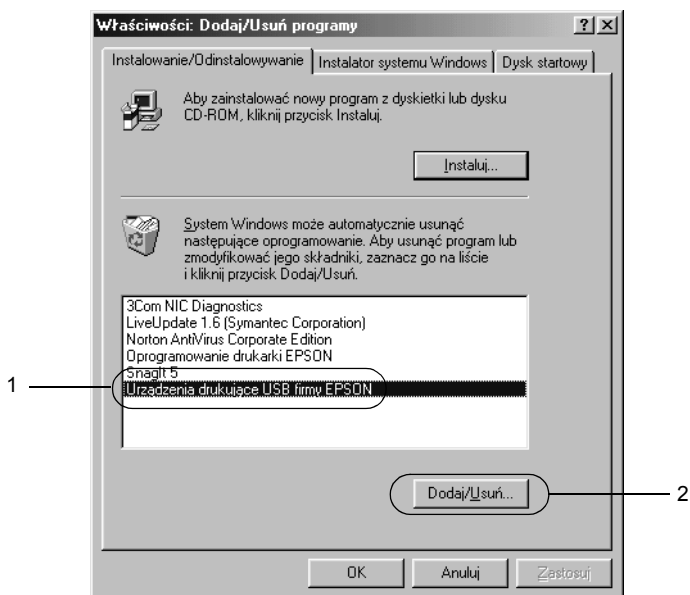 Właściwości: Dodaj/Usuń programy
Instalowanie/Odinstalowywanie
Instalator systemu Windows
Dysk startowy
Aby zainstalować nowy program z dyskietki lub dysku
CD-ROM, kliknij przycisk Instaluj.
Instaluj...
System Windows może automatycznie usunąć
następujące oprogramowanie. Aby usunąć program lub
zmodyfikować jego składniki, zaznacz go na liście
i kliknij przycisk Dodaj/Usuń.
3Com NIC Diagnostics
LiveUpdate 1.6 (Symantec Corporation)
Norton AntiVirus Corporate Edition
Oprogramowanie drukarki EPSON
SnagIt 5
1
Urządzenia drukujące USB firmy EPSON
Dodaj/Usuń...
2
OK
Anuluj
Zastosuj